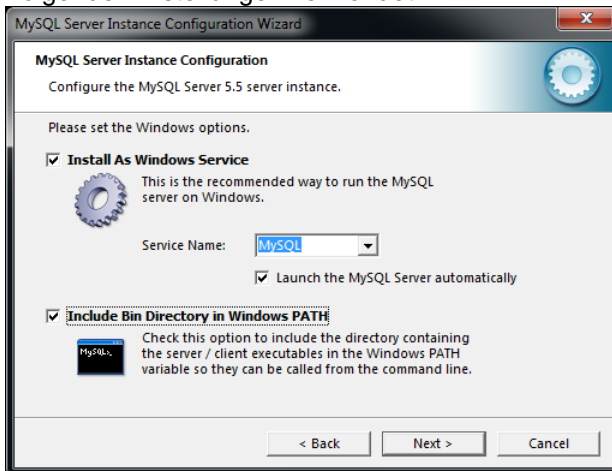 MySQL Server Instance Configuration Wizard
MySQL Server Instance Configuration
Configure the MySQL Server 5.5 server instance.
Please set the Windows options.
Install As Windows Service
This is the recommended way to run the MySQL
server on Windows.
Service Name: MySQL
Launch the MySQL Server automatically
Include Bin Directory in Windows PATH
MySQL>_
Check this option to include the directory containing
the server / client executables in the Windows PATH
variable so they can be called from the command line.
< Back Next > Cancel